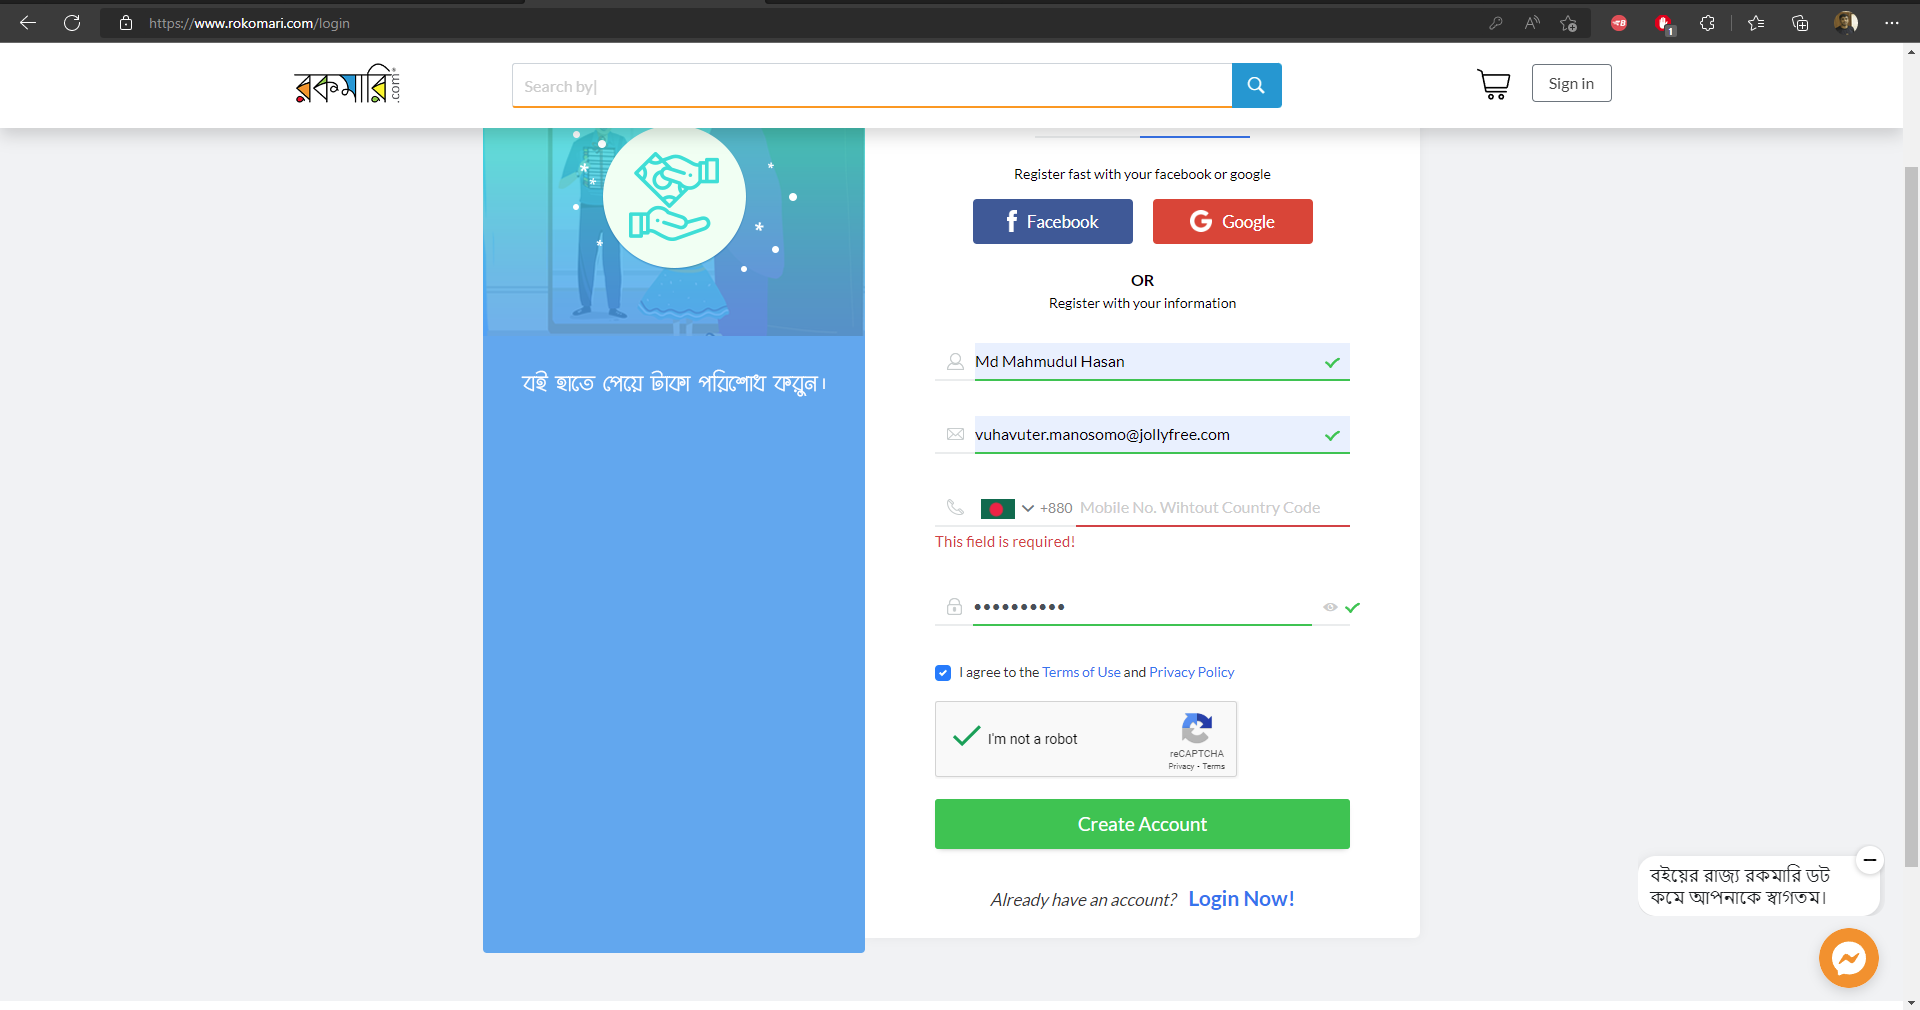 https://www.rokomari.com/login
1
রকমারি.com
Search by|
Sign in
Register fast with your facebook or google
Facebook
Google
OR
Register with your information
Md Mahmudul Hasan
vuhavuter.manosomo@jollyfree.com
+880 Mobile No. Wihtout Country Code
This field is required!
I agree to the Terms of Use and Privacy Policy
I'm not a robot
reCAPTCHA
Privacy - Terms
Create Account
Already have an account? Login Now!
বই হাতে পেয়ে টাকা পরিশোধ করুন।
বইয়ের রাজ্য রকমারি ডট
কমে আপনাকে স্বাগতম।